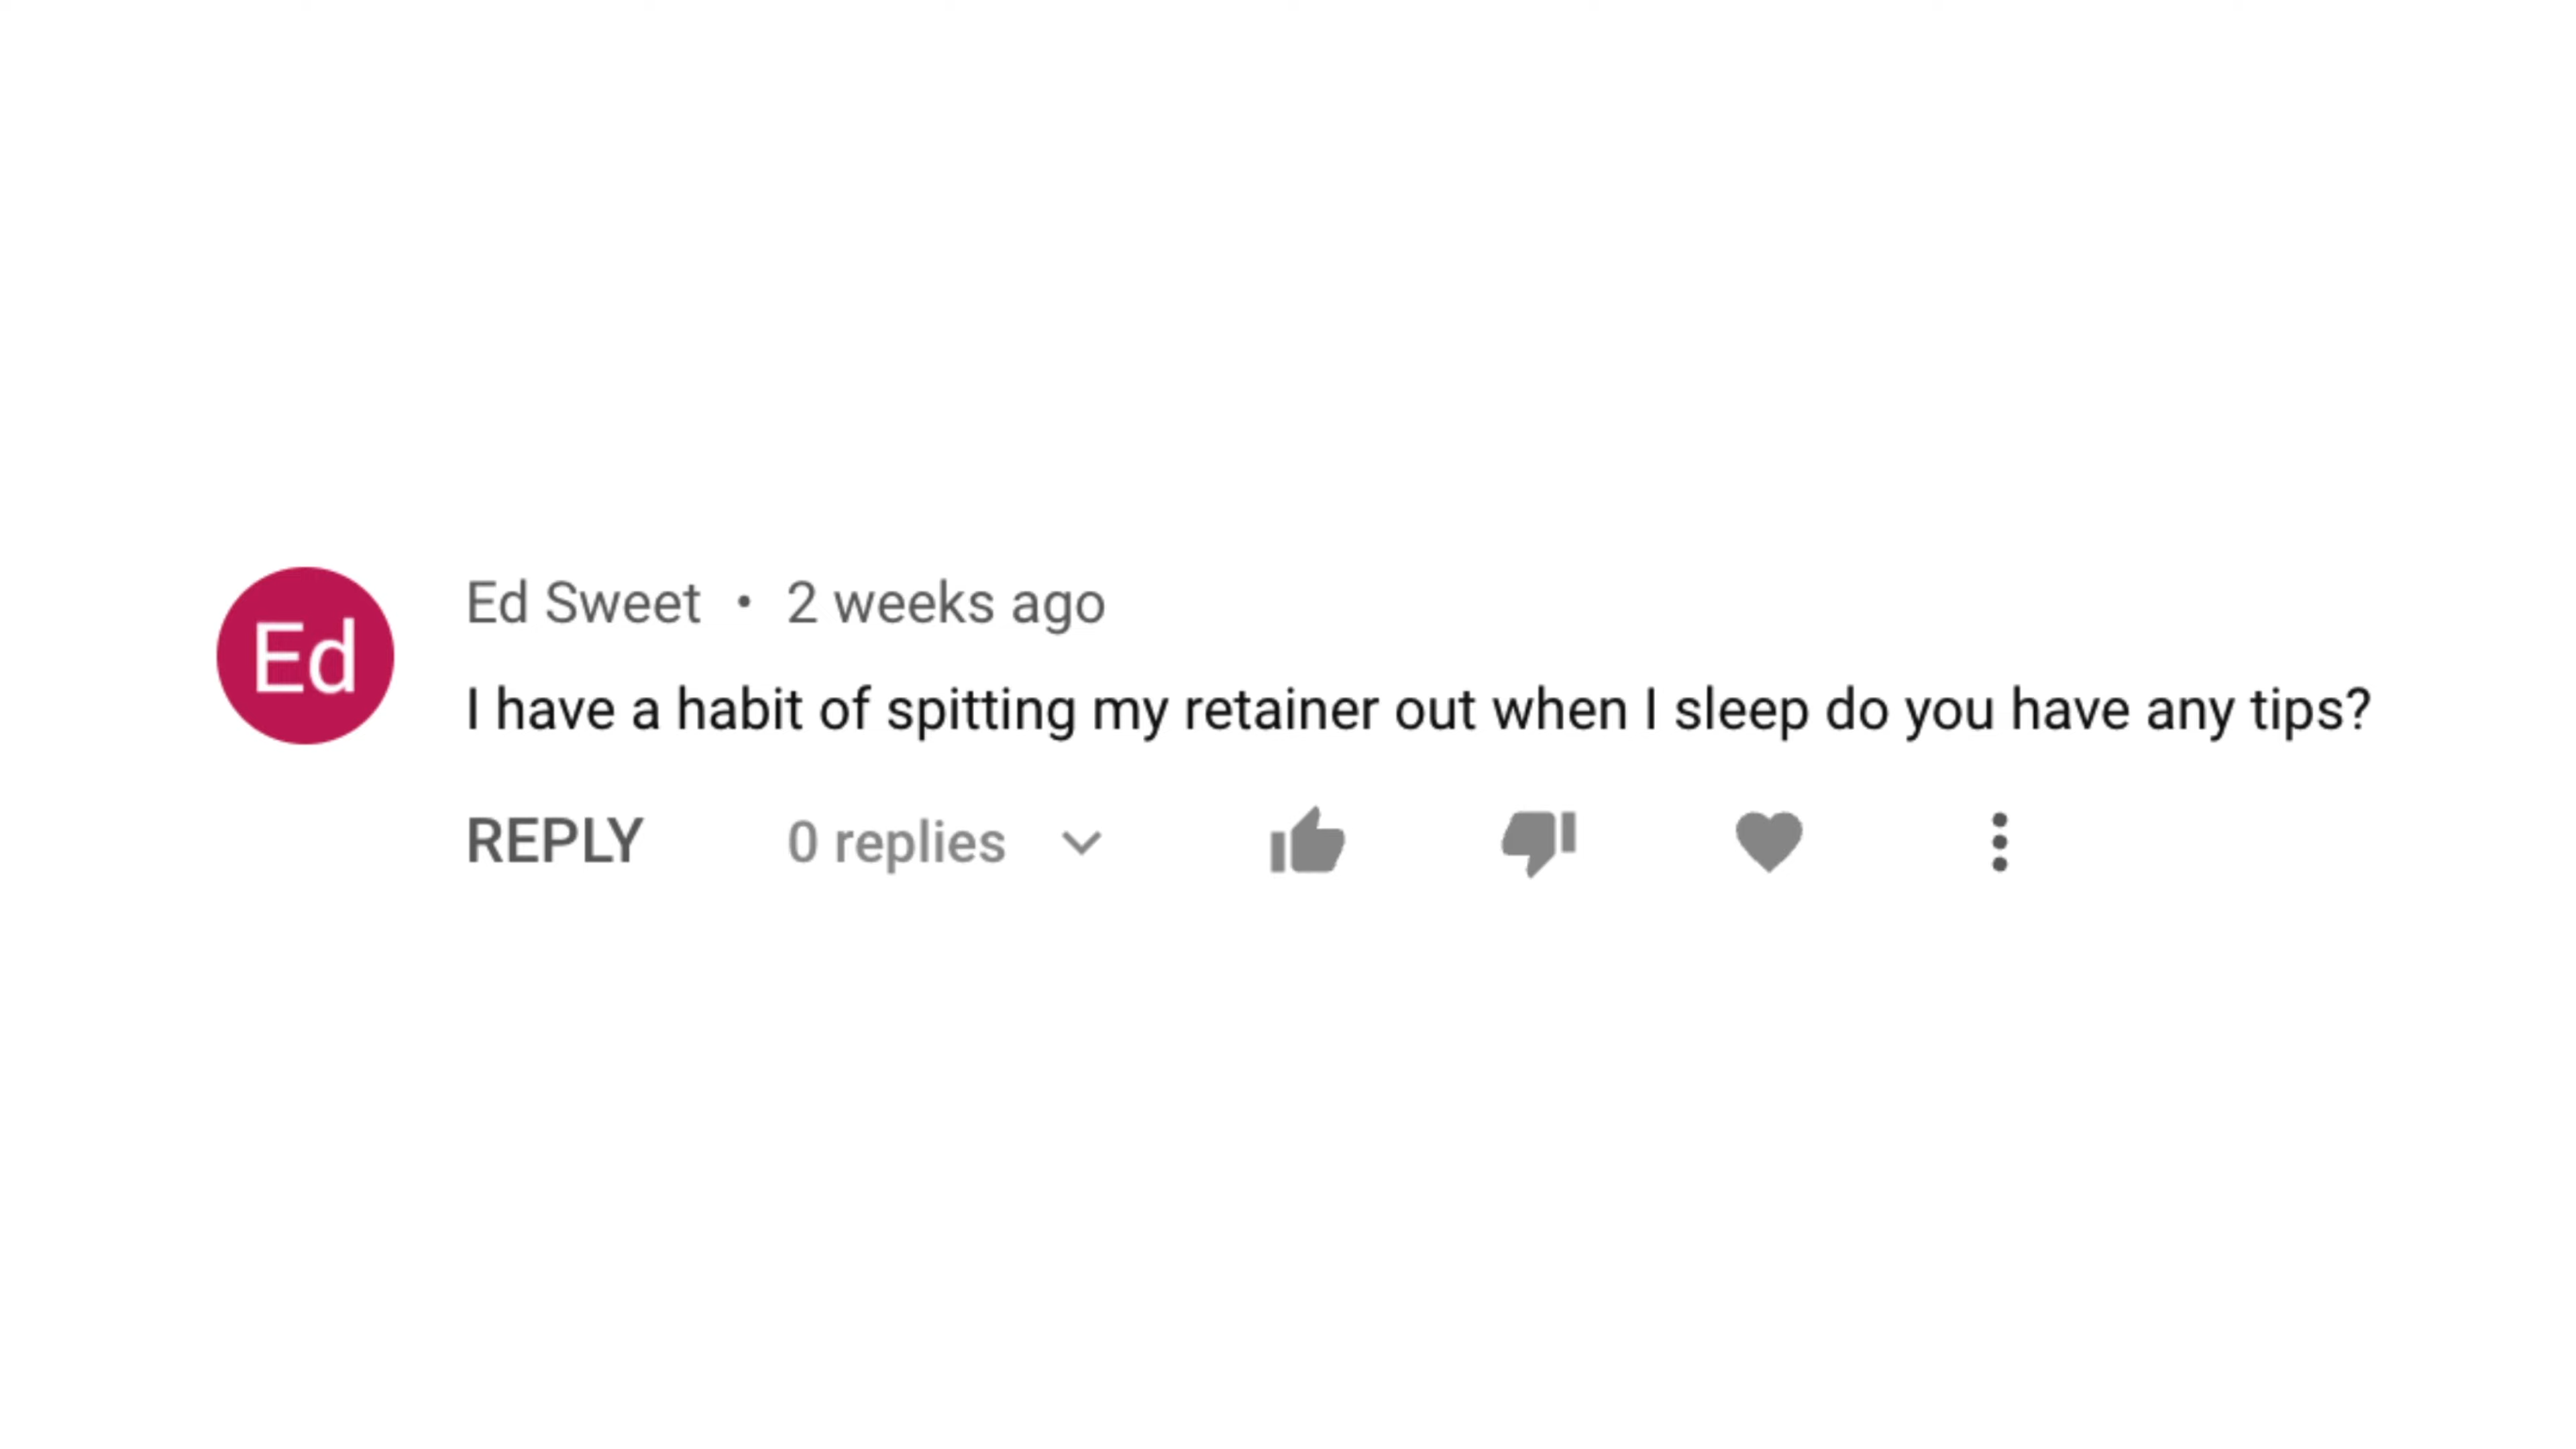 Ed
Ed Sweet • 2 weeks ago
I have a habit of spitting my retainer out when I sleep do you have any tips?
REPLY 0 replies